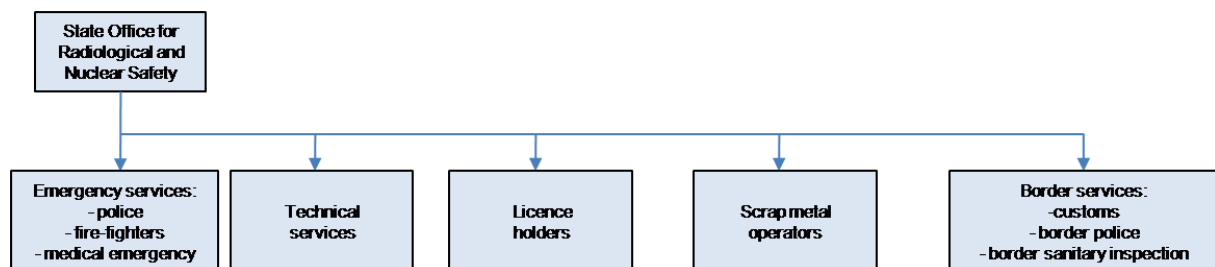 State Office for
Radiological and
Nuclear Safety
Emergency services:
- police
- fire-fighters
- medical emergency
Technical
services
Licence
holders
Scrap metal
operators
Border services:
-customs
- border police
- border sanitary inspection